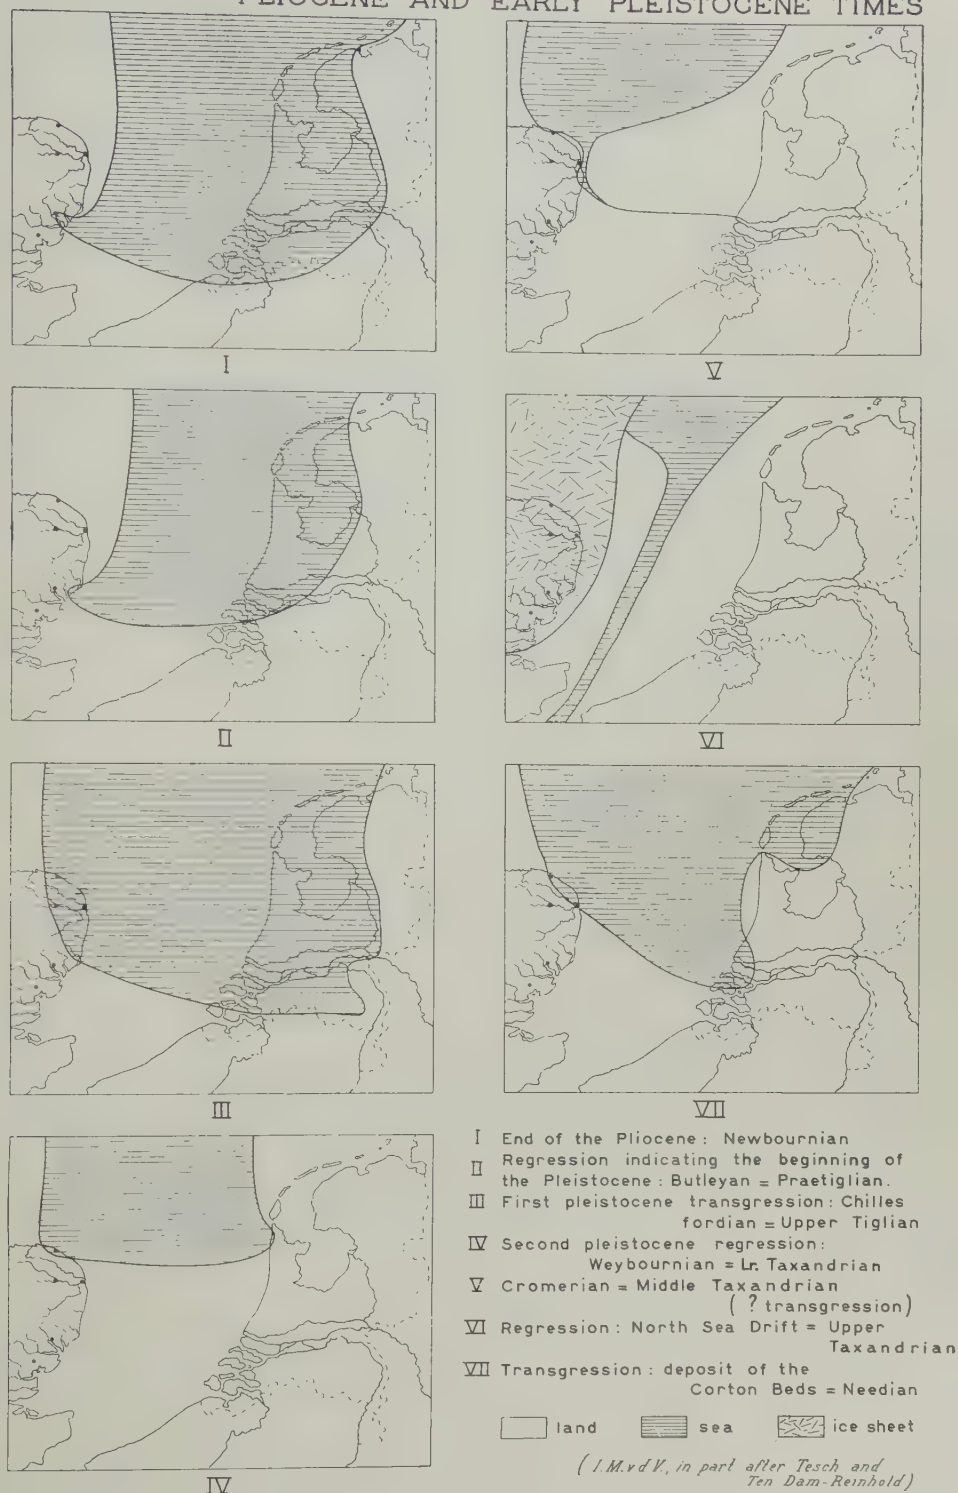 PLIOCENE AND EARLY PLEISTOCENE TIMES
I
V
II
VI
III
VII
IV
I End of the Pliocene : Newbournian
II Regression indicating the beginning of
the Pleistocene : Butleyan = Praetiglian.
III First pleistocene transgression : Chilles
fordian = Upper Tiglian
IV Second pleistocene regression :
Weybournian = Lr. Taxandrian
V Cromerian = Middle Taxandrian
( ? transgression )
VI Regression : North Sea Drift = Upper
Taxandrian
VII Transgression : deposit of the
Corton Beds = Needian
land sea ice sheet
( I.M.v d V., in part after Tesch and
Ten Dam-Reinhold )